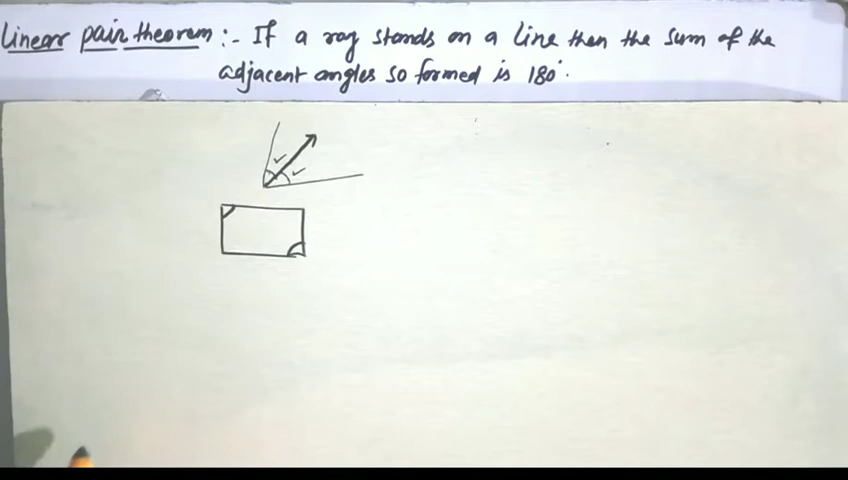 Linear pair theorem :- If a ray stands on a line then the sum of the
adjacent angles so formed is 180°.